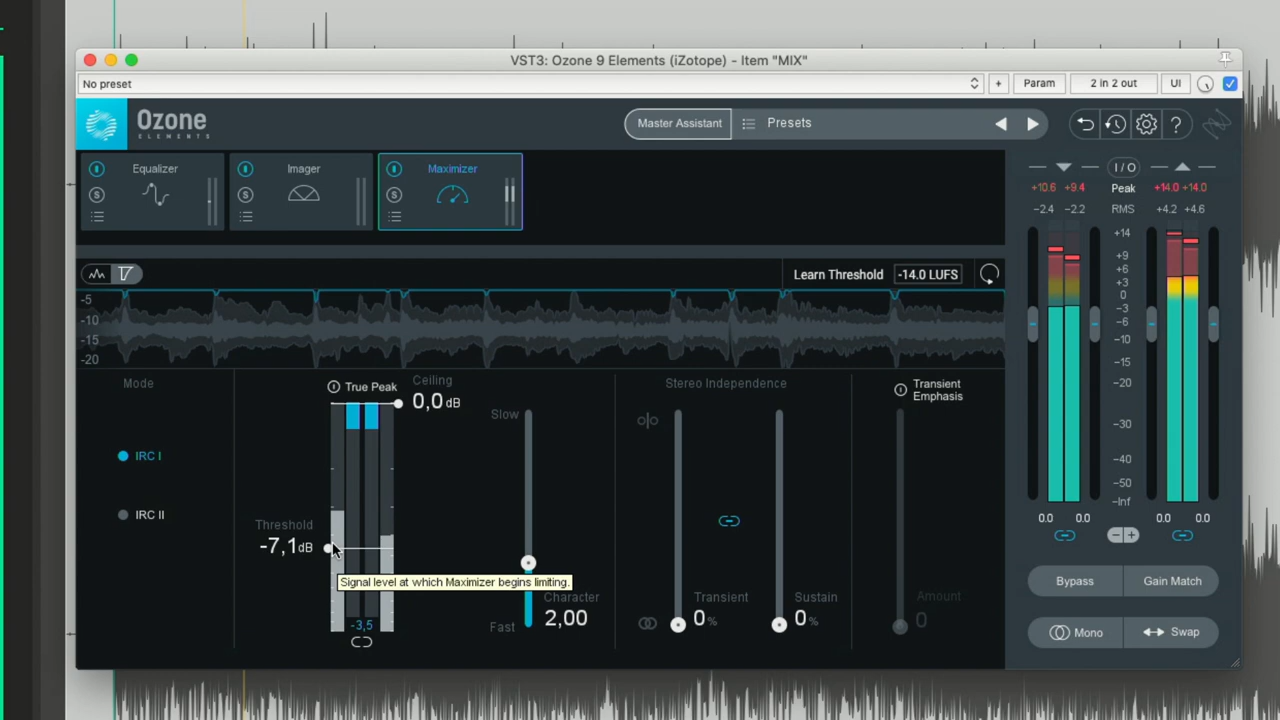 VST3: Ozone 9 Elements (iZotope) - Item "MIX"
No preset
+
Param
2 in 2 out
UI
Ozone
ELEMENTS
Master Assistant
Presets
?
Equalizer
Imager
Maximizer
S
S
S
I / O
+10.6 +9.4 Peak +14.0 +14.0
-2.4 -2.2 RMS +4.2 +4.6
Learn Threshold
-14.0 LUFS
-5
-10
-15
-20
+14
+9
+6
+3
0
-3
-6
-10
-15
-20
-30
-40
-50
-Inf
Mode
IRC I
IRC II
True Peak
Ceiling
0,0 dB
Threshold
-7,1 dB
Signal level at which Maximizer begins limiting.
-3,5
Slow
Fast
Character
2,00
Stereo Independence
Transient
0 %
Sustain
0 %
Transient
Emphasis
Amount
0
0.0 0.0 0.0 0.0
− +
Bypass
Gain Match
Mono
Swap